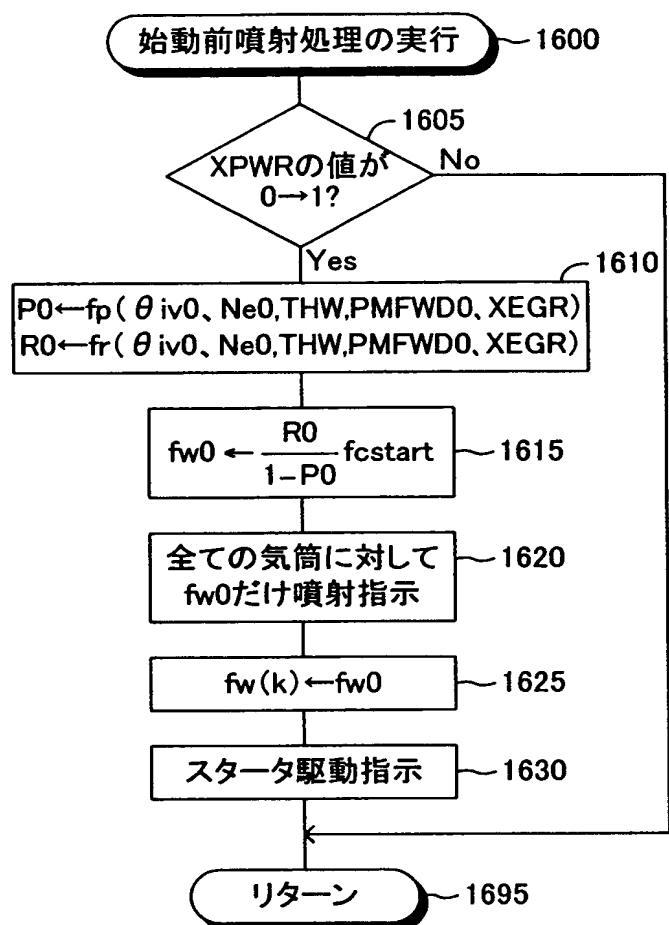 始動前噴射処理の実行
1600
1605
XPWRの値が
0→1?
No
Yes
1610
P0←fp(θiv0、Ne0,THW,PMFWD0、XEGR)
R0←fr(θiv0、Ne0,THW,PMFWD0、XEGR)
fw0 ← R0 / 1-P0 fcstart
1615
全ての気筒に対して
fw0だけ噴射指示
1620
fw(k)←fw0
1625
スタータ駆動指示
1630
リターン
1695